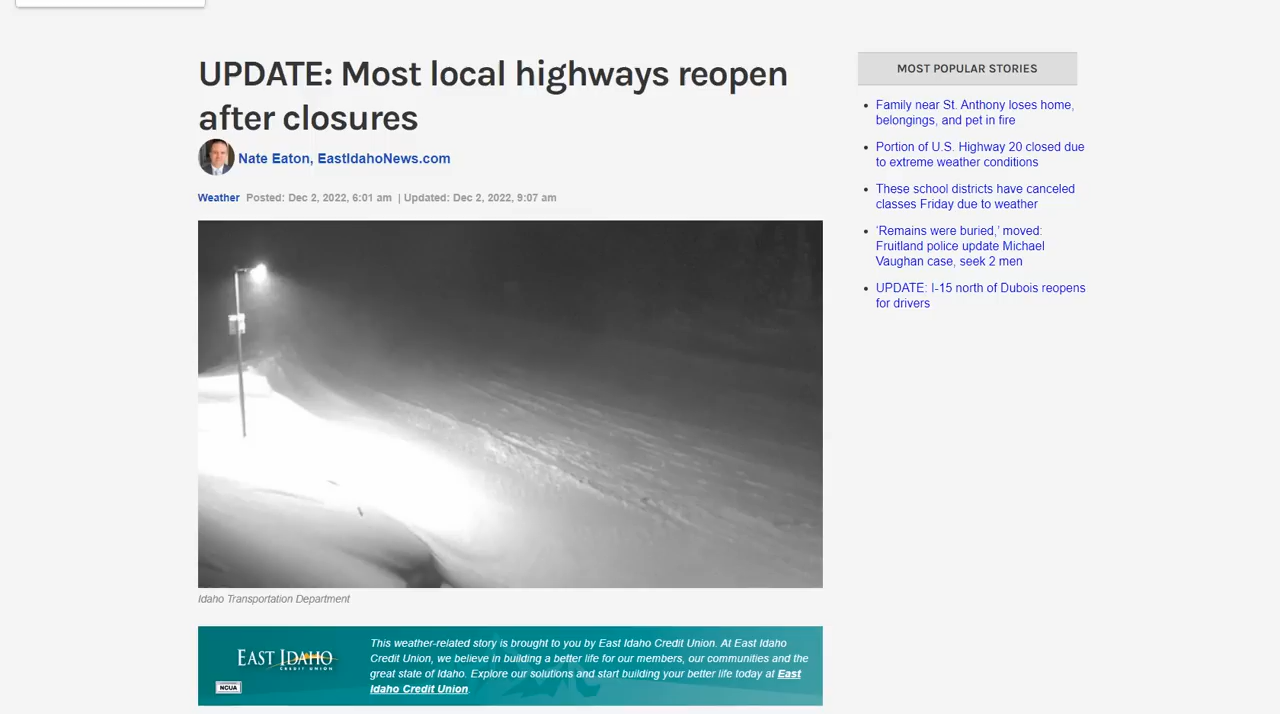 UPDATE: Most local highways reopen
after closures
Nate Eaton, EastIdahoNews.com
Weather Posted: Dec 2, 2022, 6:01 am | Updated: Dec 2, 2022, 9:07 am
Idaho Transportation Department
EAST IDAHO
CREDIT UNION
NCUA
This weather-related story is brought to you by East Idaho Credit Union. At East Idaho
Credit Union, we believe in building a better life for our members, our communities and the
great state of Idaho. Explore our solutions and start building your better life today at East
Idaho Credit Union.
MOST POPULAR STORIES
Family near St. Anthony loses home,
belongings, and pet in fire
Portion of U.S. Highway 20 closed due
to extreme weather conditions
These school districts have canceled
classes Friday due to weather
‘Remains were buried,’ moved:
Fruitland police update Michael
Vaughan case, seek 2 men
UPDATE: I-15 north of Dubois reopens
for drivers